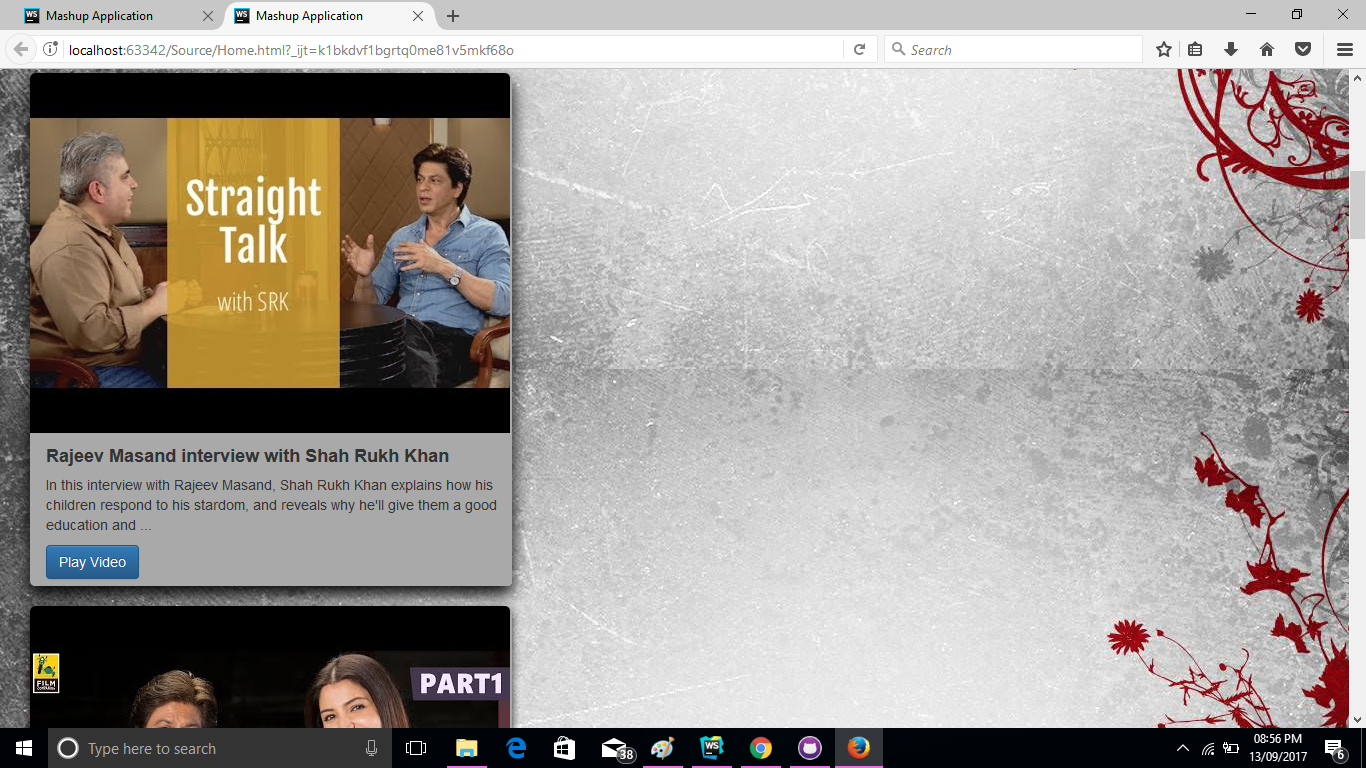 WS
Mashup Application
WS
Mashup Application
localhost:63342/Source/Home.html?_ijt=k1bkdvf1bgrtq0me81v5mkf68o
Search
Straight
Talk
with SRK
Rajeev Masand interview with Shah Rukh Khan
In this interview with Rajeev Masand, Shah Rukh Khan explains how his
children respond to his stardom, and reveals why he'll give them a good
education and ...
Play Video
FILM
COMPANION
PART1
Type here to search
38
WS
08:56 PM
13/09/2017
6